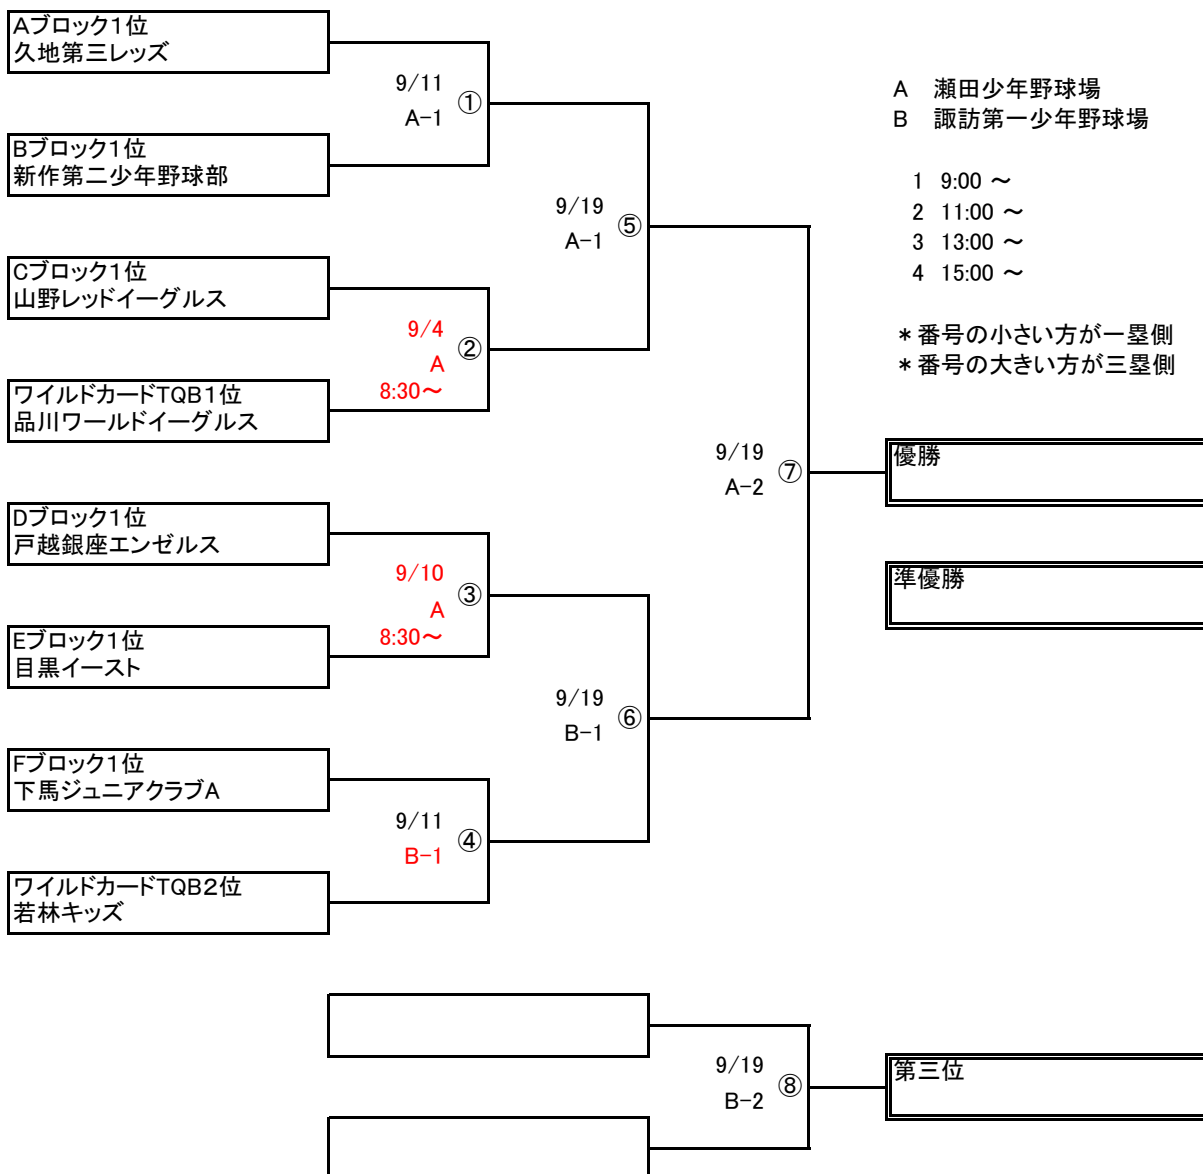 Aブロック1位
久地第三レッズ
9/11
①
A-1
Bブロック1位
新作第二少年野球部
A 瀬田少年野球場
B 諏訪第一少年野球場
1 9:00 ～
2 11:00 ～
3 13:00 ～
4 15:00 ～
＊番号の小さい方が一塁側
＊番号の大きい方が三塁側
9/19
⑤
A-1
Cブロック1位
山野レッドイーグルス
9/4
②
A
8:30～
ワイルドカードTQB1位
品川ワールドイーグルス
9/19
⑦
A-2
優勝
準優勝
Dブロック1位
戸越銀座エンゼルス
9/10
③
A
8:30～
Eブロック1位
目黒イースト
9/19
⑥
B-1
Fブロック1位
下馬ジュニアクラブA
9/11
④
B-1
ワイルドカードTQB2位
若林キッズ
9/19
⑧
B-2
第三位